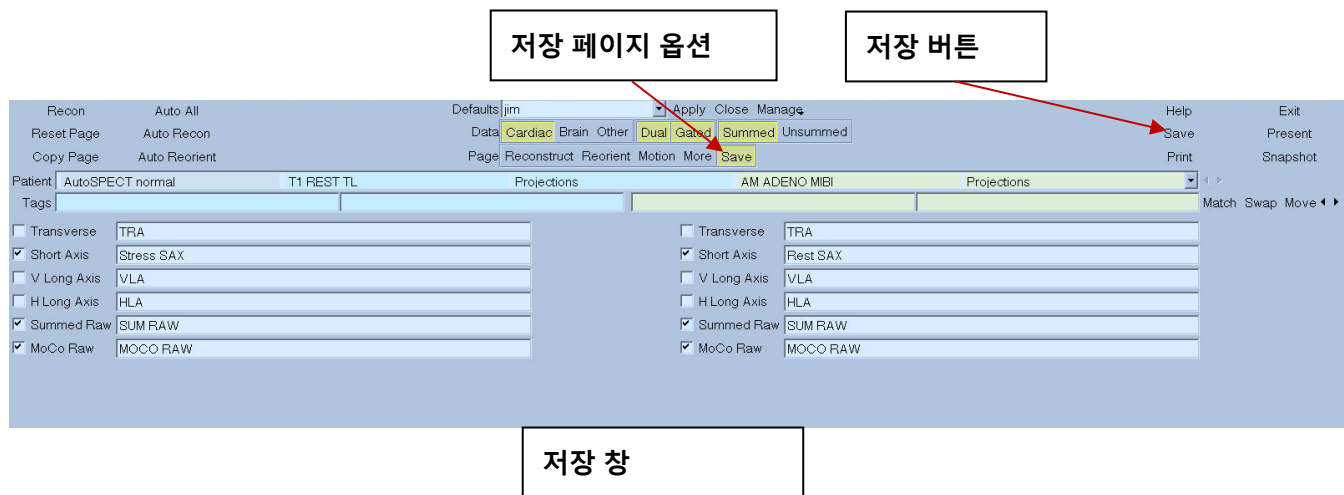 저장 페이지 옵션
저장 버튼
Recon Auto All Defaults jim Apply Close Manage Help Exit
Reset Page Auto Recon Data Cardiac Brain Other Dual Gated Summed Unsummed Save Present
Copy Page Auto Reorient Page Reconstruct Reorient Motion More Save Print Snapshot
Patient AutoSPECT normal T1 REST TL Projections AM ADENO MIBI Projections
Tags Match Swap Move
Transverse TRA Transverse TRA
Short Axis Stress SAX Short Axis Rest SAX
V Long Axis VLA V Long Axis VLA
H Long Axis HLA H Long Axis HLA
Summed Raw SUM RAW Summed Raw SUM RAW
MoCo Raw MOCO RAW MoCo Raw MOCO RAW
저장 창